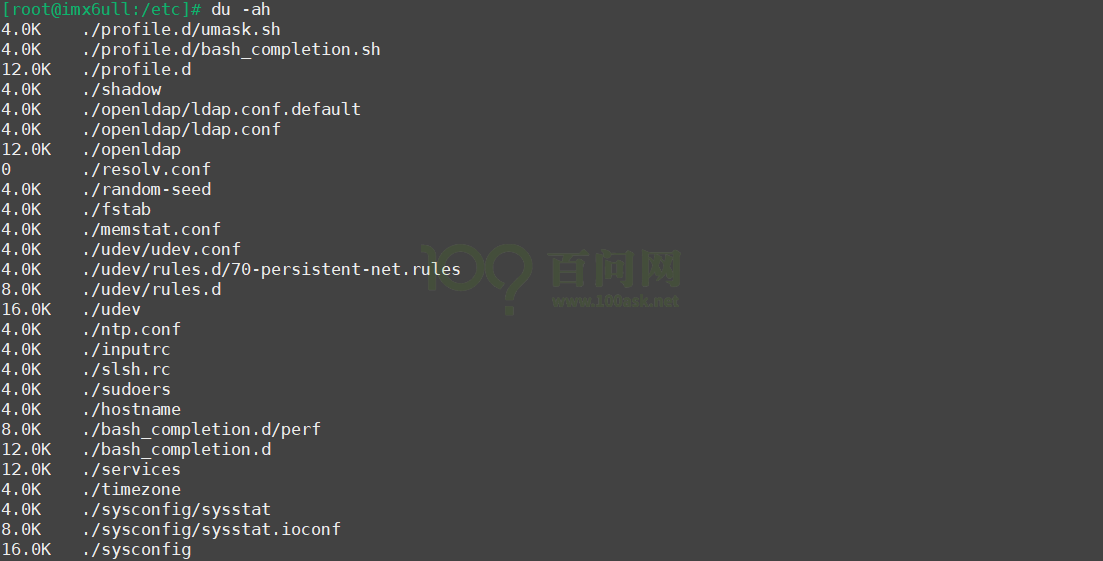 [root@imx6ull:/etc]# du -ah
4.0K    ./profile.d/umask.sh
4.0K    ./profile.d/bash_completion.sh
12.0K   ./profile.d
4.0K    ./shadow
4.0K    ./openldap/ldap.conf.default
4.0K    ./openldap/ldap.conf
12.0K   ./openldap
0       ./resolv.conf
4.0K    ./random-seed
4.0K    ./fstab
4.0K    ./memstat.conf
4.0K    ./udev/udev.conf
4.0K    ./udev/rules.d/70-persistent-net.rules
8.0K    ./udev/rules.d
16.0K   ./udev
4.0K    ./ntp.conf
4.0K    ./inputrc
4.0K    ./slsh.rc
4.0K    ./sudoers
4.0K    ./hostname
8.0K    ./bash_completion.d/perf
12.0K   ./bash_completion.d
12.0K   ./services
4.0K    ./timezone
4.0K    ./sysconfig/sysstat
8.0K    ./sysconfig/sysstat.ioconf
16.0K   ./sysconfig
100? 百问网
www.100ask.net